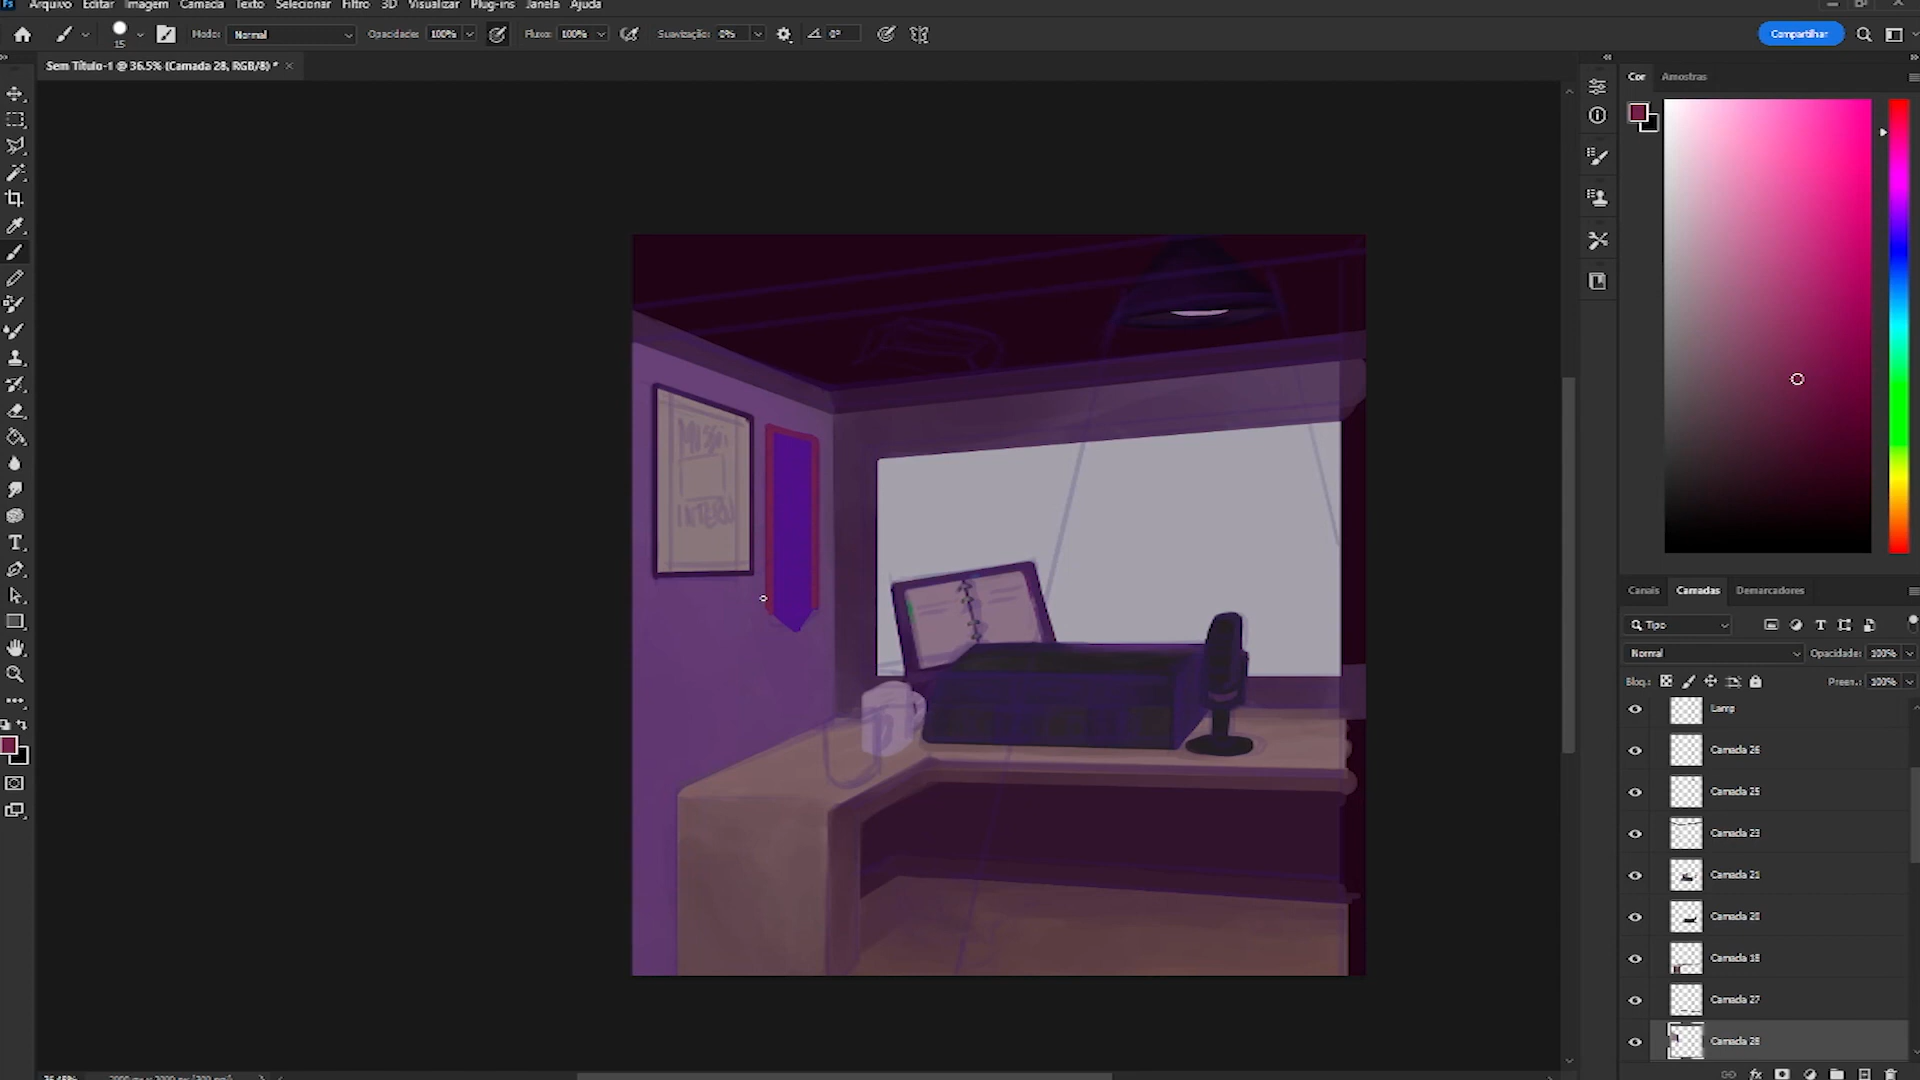 Arquivo Editar Imagem Camada Texto Selecionar Filtro 3D Visualizar Plug-ins Janela Ajuda
15 Modo: Normal Opacidade: 100% Fluxo: 100% Suavização: 0% 0° Compartilhar
Sem Título-1 @ 36.5% (Camada 28, RGB/8) *
Cor Amostras
Canais Camadas Demarcadores
Tipo
Normal Opacidade: 100%
Bloq.: Preen.: 100%
Lamp
Camada 26
Camada 25
Camada 23
Camada 21
Camada 20
Camada 18
Camada 27
Camada 28